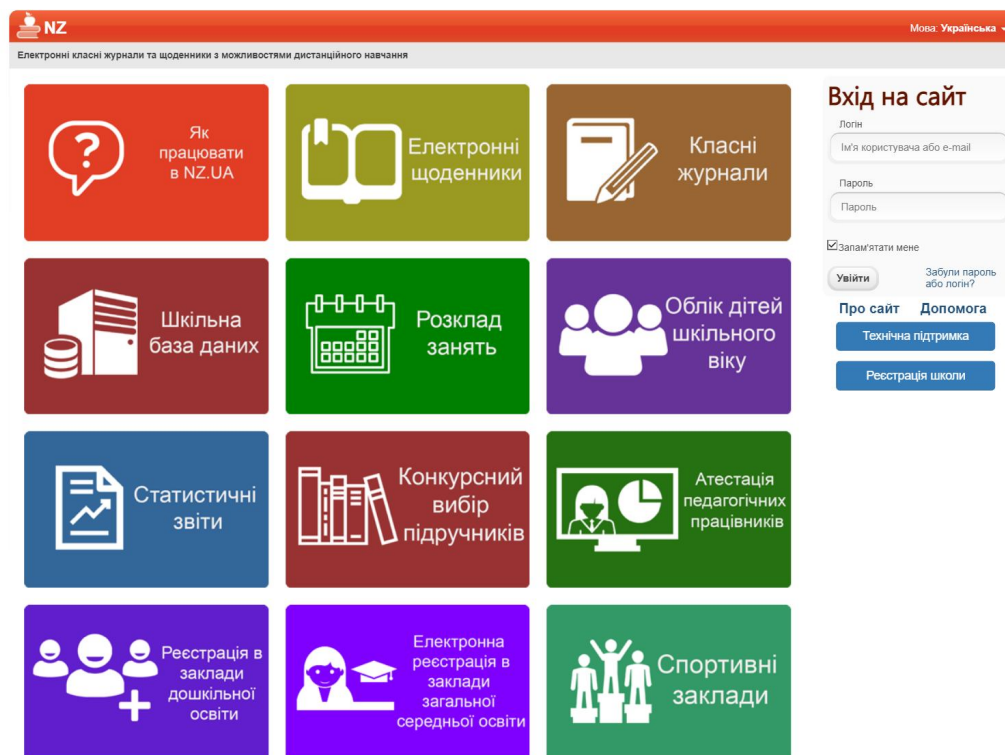 NZ
Мова: Українська
Електронні класні журнали та щоденники з можливостями дистанційного навчання
Як
працювати
в NZ.UA
Електронні
щоденники
Класні
журнали
Вхід на сайт
Логін
Ім'я користувача або e-mail
Пароль
Пароль
Запам'ятати мене
Увійти
Забули пароль
або логін?
Про сайт Допомога
Технічна підтримка
Реєстрація школи
Шкільна
база даних
Розклад
занять
Облік дітей
шкільного
віку
Статистичні
звіти
Конкурсний
вибір
підручників
Атестація
педагогічних
працівників
Реєстрація в
заклади
дошкільної
освіти
Електронна
реєстрація в
заклади
загальної
середньої освіти
Спортивні
заклади